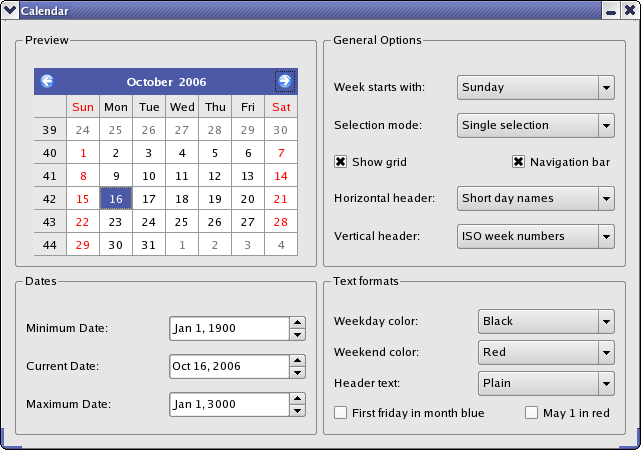 Calendar
Preview
October 2006
Sun Mon Tue Wed Thu Fri Sat
39 24 25 26 27 28 29 30
40 1 2 3 4 5 6 7
41 8 9 10 11 12 13 14
42 15 16 17 18 19 20 21
43 22 23 24 25 26 27 28
44 29 30 31 1 2 3 4
General Options
Week starts with: Sunday
Selection mode: Single selection
Show grid Navigation bar
Horizontal header: Short day names
Vertical header: ISO week numbers
Dates
Minimum Date: Jan 1, 1900
Current Date: Oct 16, 2006
Maximum Date: Jan 1, 3000
Text formats
Weekday color: Black
Weekend color: Red
Header text: Plain
First friday in month blue May 1 in red